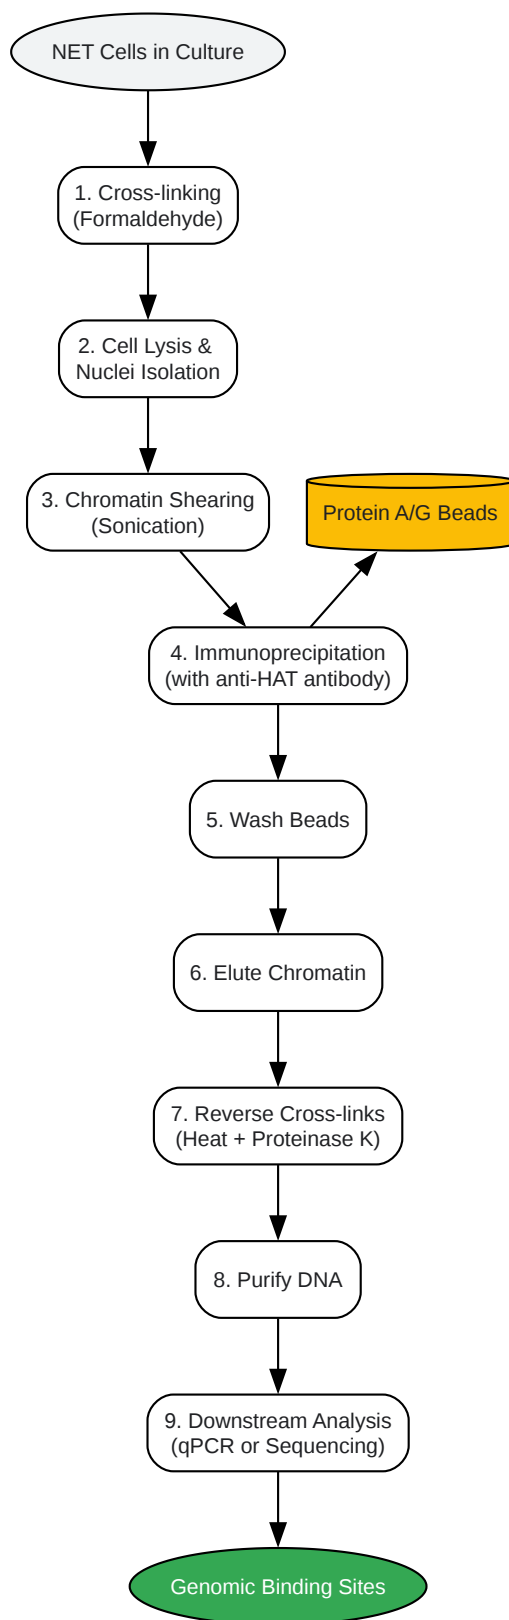 NET Cells in Culture
1. Cross-linking
(Formaldehyde)
2. Cell Lysis &
Nuclei Isolation
3. Chromatin Shearing
(Sonication)
Protein A/G Beads
4. Immunoprecipitation
(with anti-HAT antibody)
5. Wash Beads
6. Elute Chromatin
7. Reverse Cross-links
(Heat + Proteinase K)
8. Purify DNA
9. Downstream Analysis
(qPCR or Sequencing)
Genomic Binding Sites